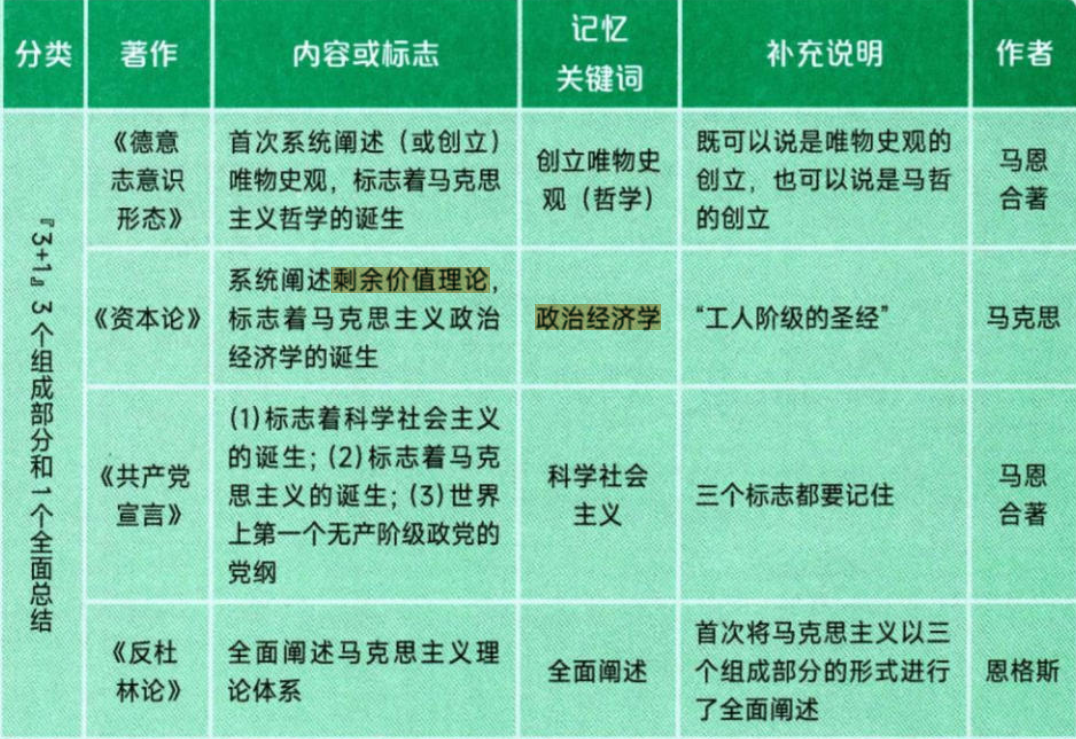 分类
著作
内容或标志
记忆
关键词
补充说明
作者
『3+1』3个组成部分和1个全面总结
《德意
志意识
形态》
首次系统阐述（或创立）
唯物史观，标志着马克思
主义哲学的诞生
创立唯物史
观（哲学）
既可以说是唯物史观的
创立，也可以说是马哲
的创立
马恩
合著
《资本论》
系统阐述剩余价值理论，
标志着马克思主义政治
经济学的诞生
政治经济学
“工人阶级的圣经”
马克思
《共产党
宣言》
(1)标志着科学社会主义
的诞生；(2)标志着马克
思主义的诞生；(3)世界
上第一个无产阶级政党的
党纲
科学社会
主义
三个标志都要记住
马恩
合著
《反杜
林论》
全面阐述马克思主义理
论体系
全面阐述
首次将马克思主义以三
个组成部分的形式进行
了全面阐述
恩格斯